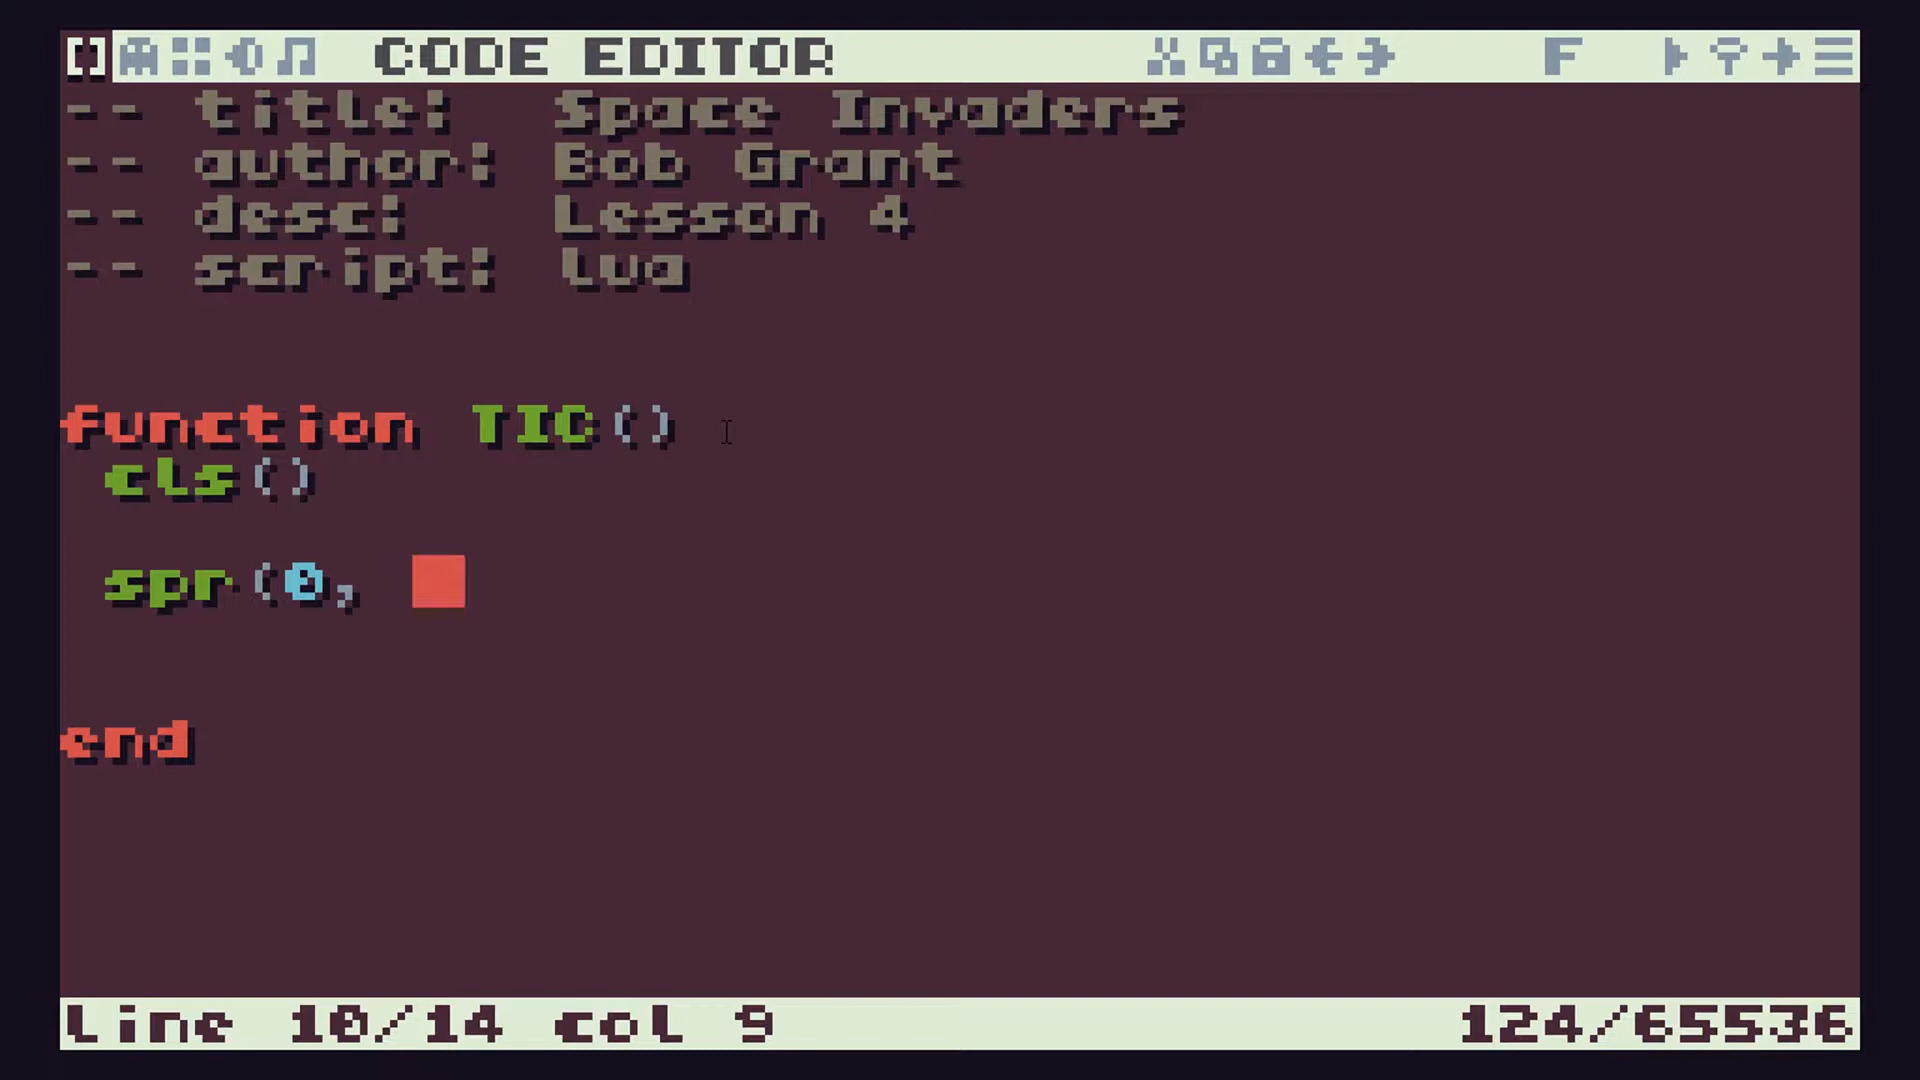 CODE EDITOR F
-- title: Space Invaders
-- author: Bob Grant
-- desc: Lesson 4
-- script: lua
function TIC()
cls()
spr(0,
end
line 10/14 col 9 124/65536